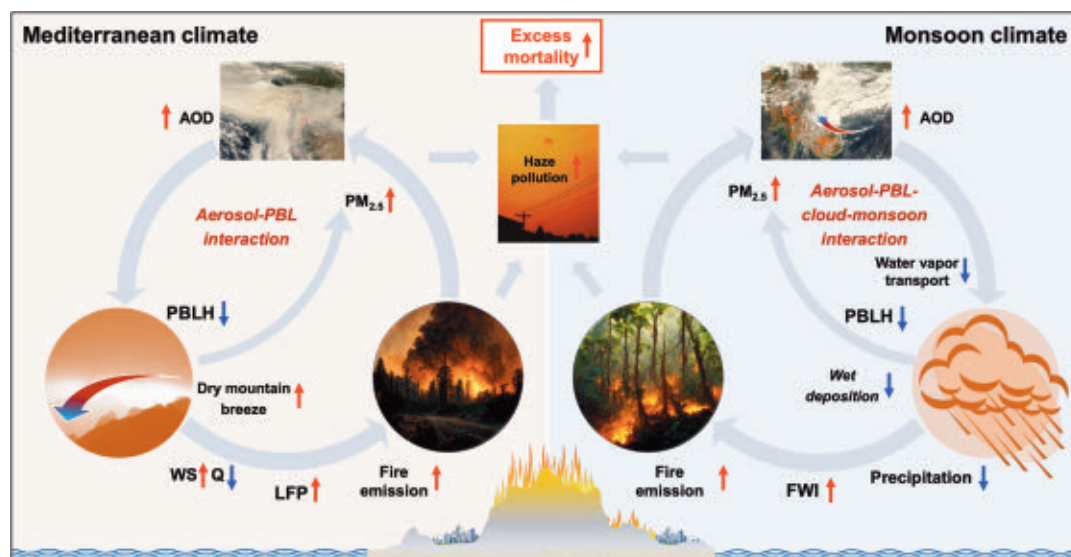 Mediterranean climate
Excess
mortality
Monsoon climate
AOD
AOD
Haze
pollution
PM2.5
PM2.5
Aerosol-PBL
interaction
Aerosol-PBL-
cloud-monsoon
interaction
Water vapor
transport
PBLH
PBLH
Dry mountain
breeze
Wet
deposition
WS Q
LFP
Fire
emission
Fire
emission
FWI
Precipitation